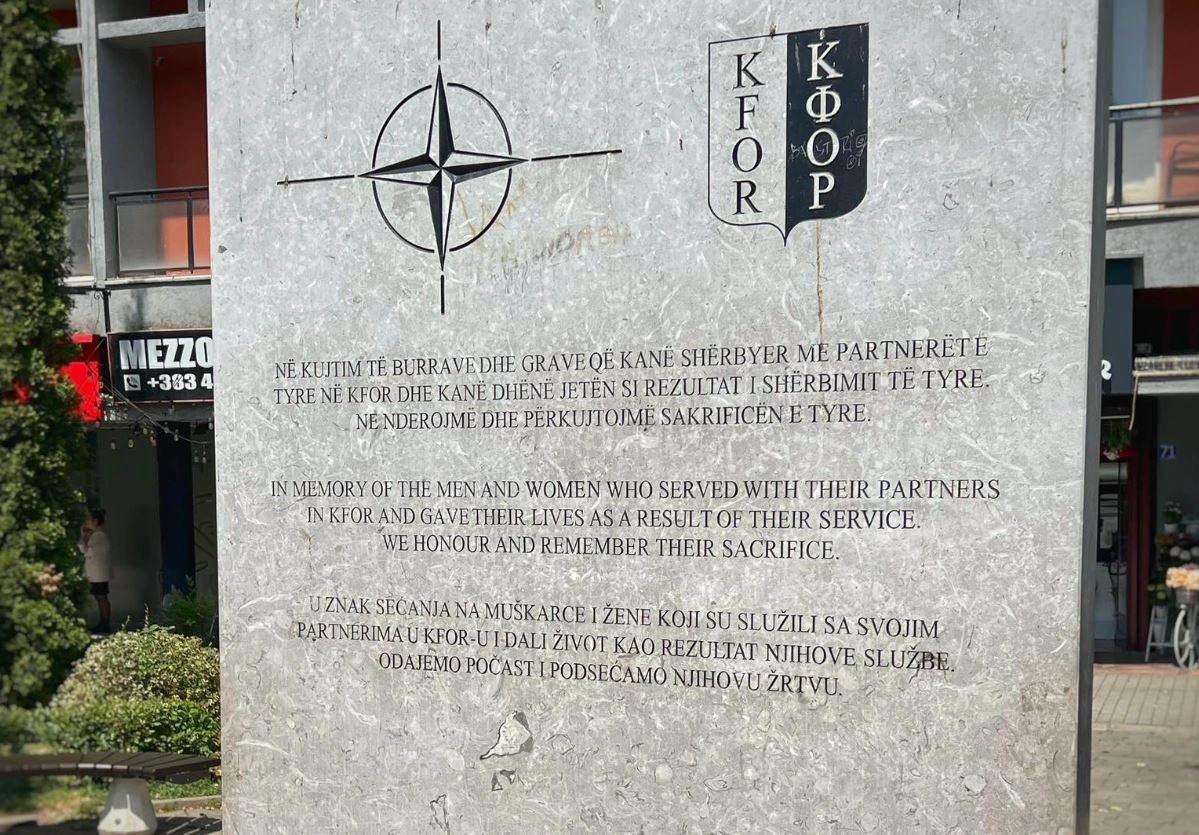 KFOR
КФОР
NË KUJTIM TË BURRAVE DHE GRAVE QË KANË SHËRBYER ME PARTNERËT E
TYRE NË KFOR DHE KANË DHËNË JETËN SI REZULTAT I SHËRBIMIT TË TYRE.
NE NDEROJMË DHE PËRKUJTOJMË SAKRIFICËN E TYRE.
IN MEMORY OF THE MEN AND WOMEN WHO SERVED WITH THEIR PARTNERS
IN KFOR AND GAVE THEIR LIVES AS A RESULT OF THEIR SERVICE.
WE HONOUR AND REMEMBER THEIR SACRIFICE.
U ZNAK SEĆANJA NA MUŠKARCE I ŽENE KOJI SU SLUŽILI SA SVOJIM
PARTNERIMA U KFOR-U I DALI ŽIVOT KAO REZULTAT NJIHOVE SLUŽBE.
ODAJEMO POČAST I PODSEĆAMO NJIHOVU ŽRTVU.
MEZZO
+383 4
71